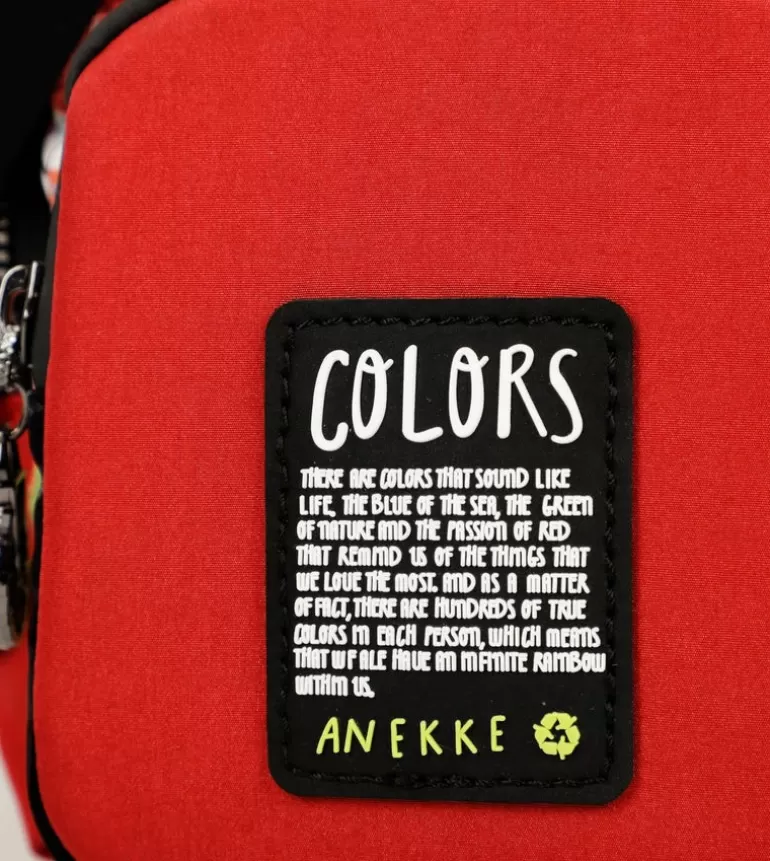 COLORS
THERE ARE COLORS THAT SOUND LIKE
LIFE, THE BLUE OF THE SEA, THE GREEN
OF NATURE AND THE PASSION OF RED
THAT REMIND US OF THE THINGS THAT
WE LOVE THE MOST. AND AS A MATTER
OF FACT, THERE ARE HUNDREDS OF TRUE
COLORS IN EACH PERSON, WHICH MEANS
THAT WE ALL HAVE AN INFINITE RAINBOW
WITHIN US.
ANEKKE